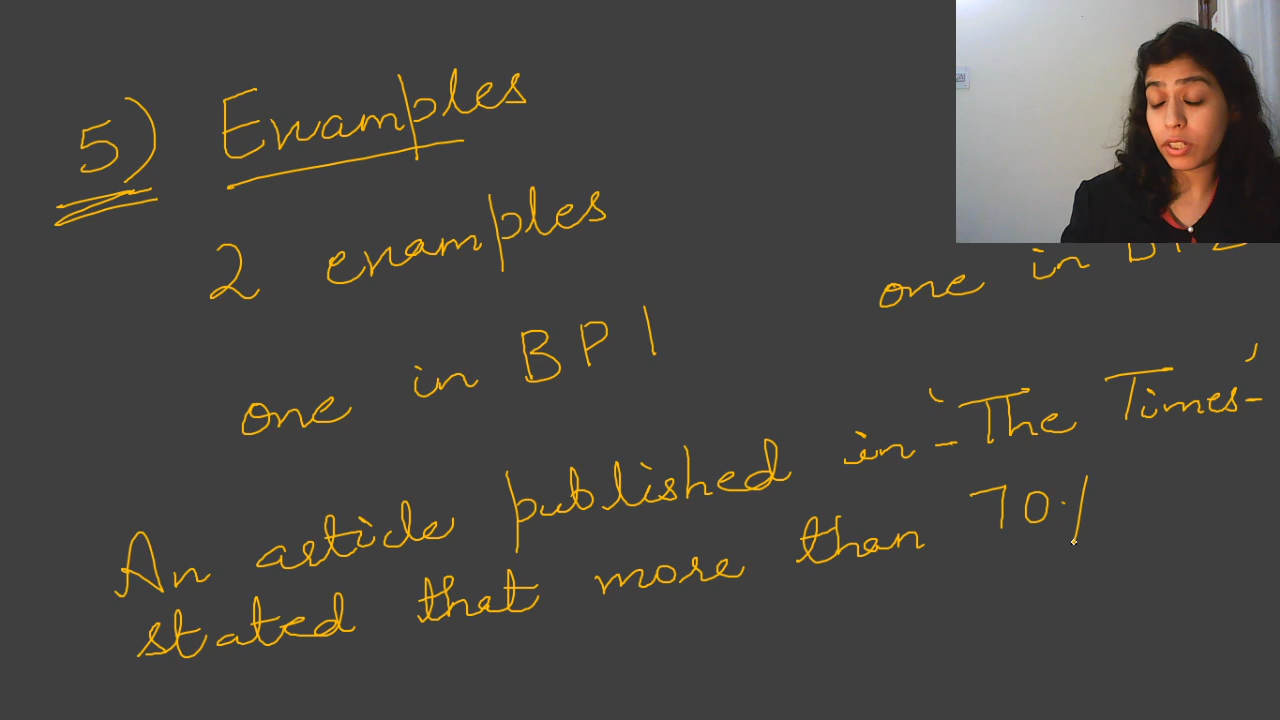 5) Examples
2 examples
one in BP1
one in BP2
An article published in - 'The Times' -
stated that more than 70%